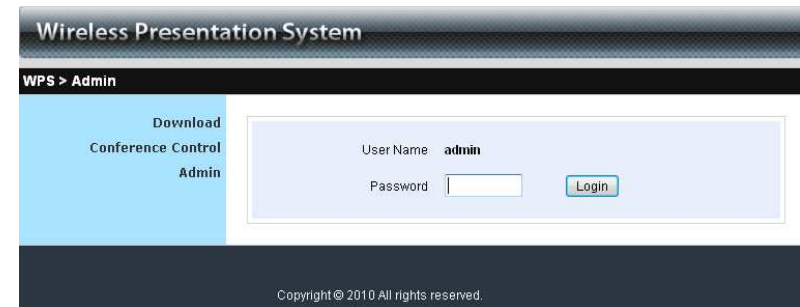 Wireless Presentation System
WPS > Admin
Download
Conference Control
Admin
User Name admin
Password Login
Copyright © 2010 All rights reserved.